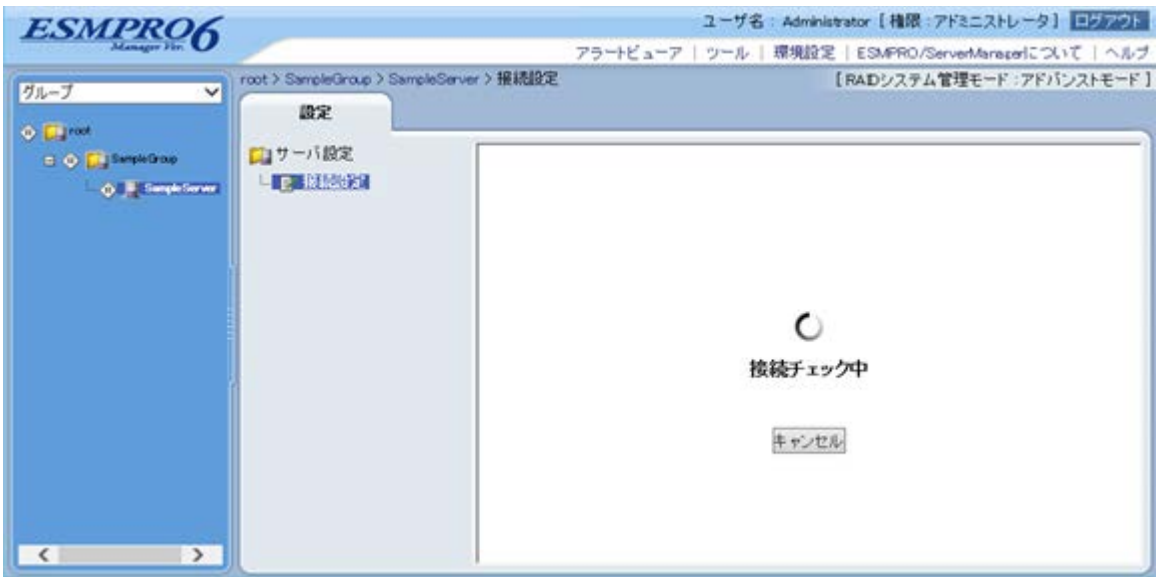 ESMPRO6
Manager Ver.
ユーザ名 : Administrator [ 権限 : アドミニストレータ ] ログアウト
アラートビューア | ツール | 環境設定 | ESMPRO/ServerManagerについて | ヘルプ
グループ
root
SampleGroup
SampleServer
root > SampleGroup > SampleServer > 接続設定
[ RAIDシステム管理モード : アドバンストモード ]
設定
サーバ設定
接続設定
接続チェック中
キャンセル